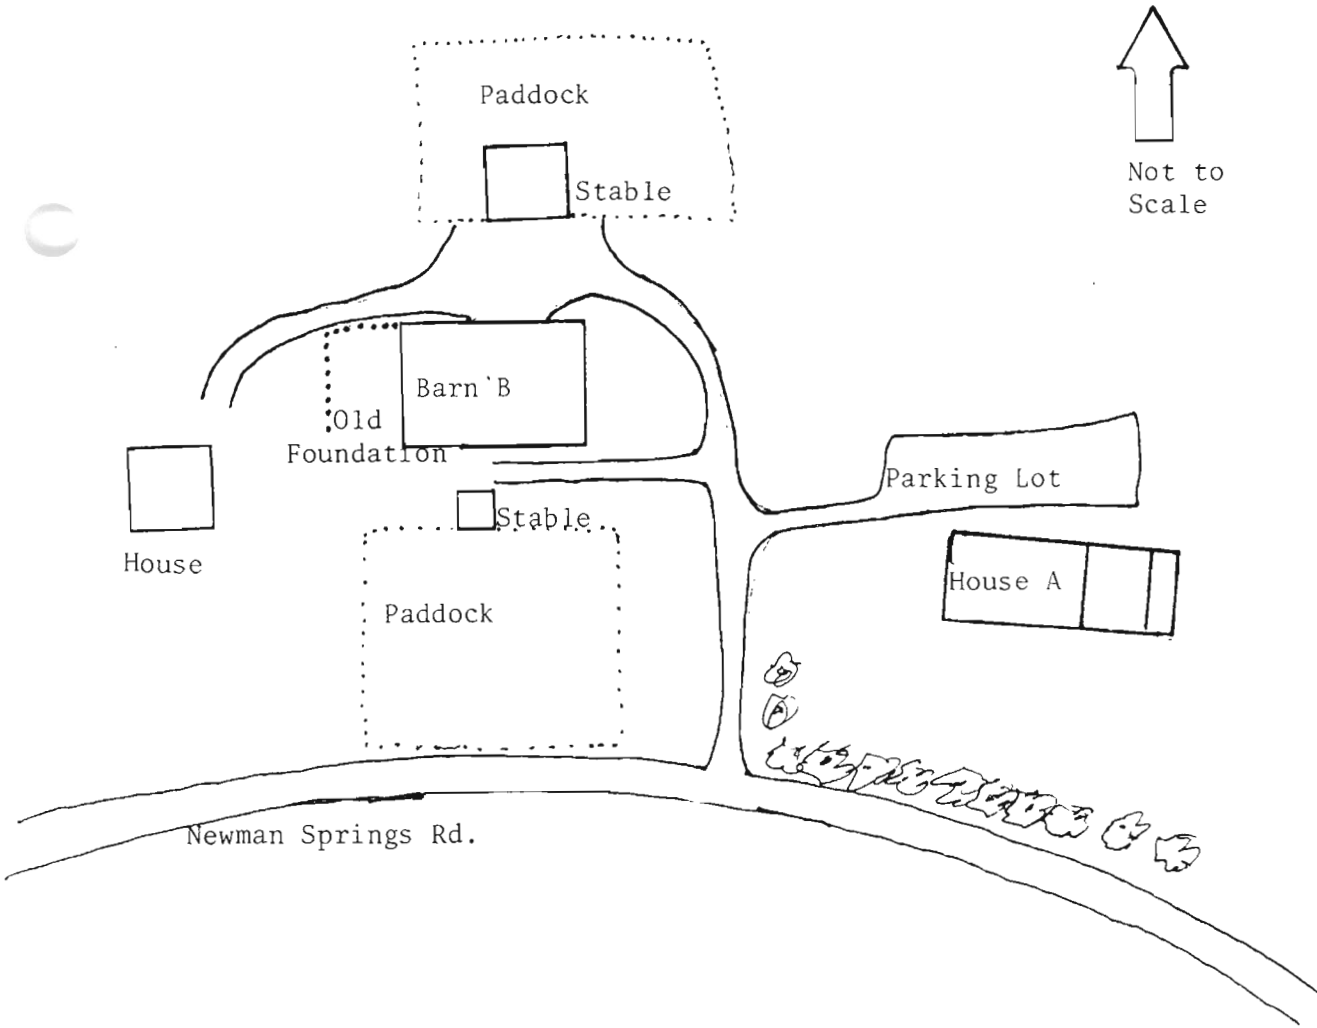 Paddock
Stable
Not to
Scale
Barn B
Old
Foundation
Parking Lot
Stable
House
House A
Paddock
Newman Springs Rd.